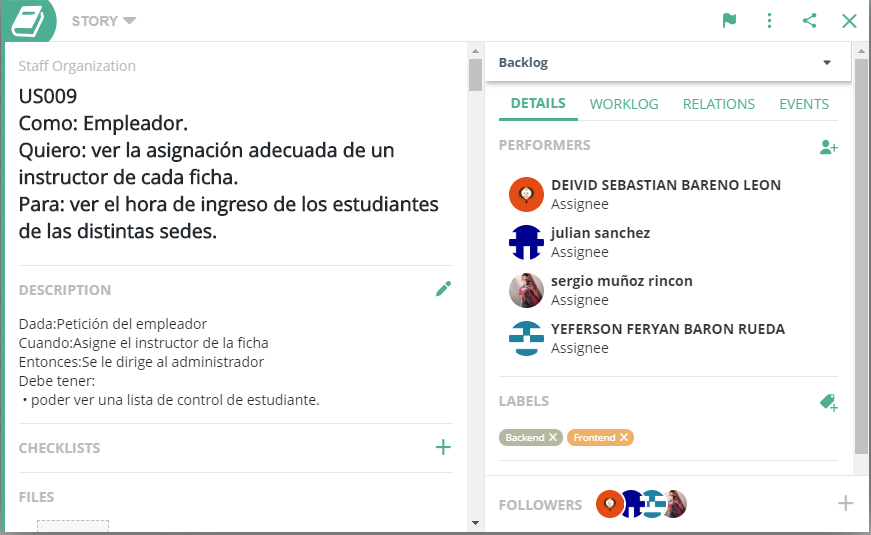 STORY
Staff Organization
US009
Como: Empleador.
Quiero: ver la asignación adecuada de un
instructor de cada ficha.
Para: ver el hora de ingreso de los estudiantes
de las distintas sedes.
DESCRIPTION
Dada:Petición del empleador
Cuando:Asigne el instructor de la ficha
Entonces:Se le dirige al administrador
Debe tener:
• poder ver una lista de control de estudiante.
CHECKLISTS
FILES
Backlog
DETAILS WORKLOG RELATIONS EVENTS
PERFORMERS
DEIVID SEBASTIAN BARENO LEON
Assignee
julian sanchez
Assignee
sergio muñoz rincon
Assignee
YEFERSON FERYAN BARON RUEDA
Assignee
LABELS
Backend Frontend
FOLLOWERS